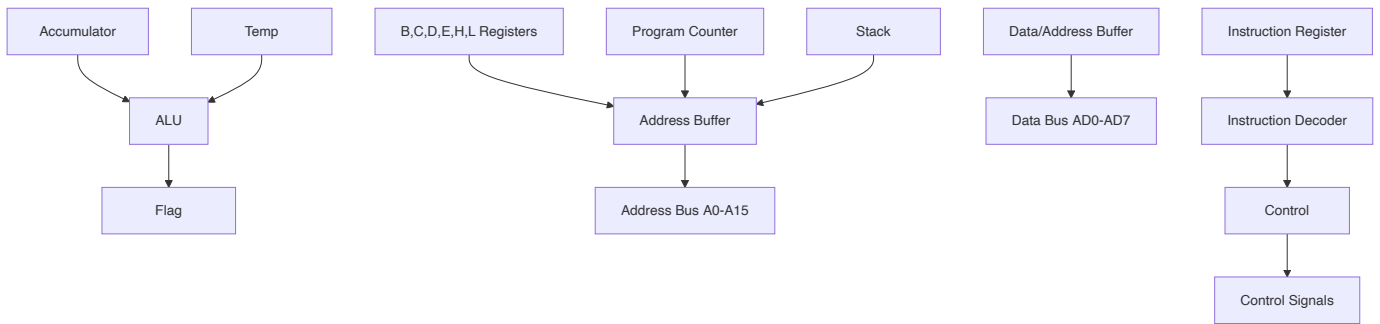 Accumulator
Temp
B,C,D,E,H,L Registers
Program Counter
Stack
Data/Address Buffer
Instruction Register
ALU
Address Buffer
Data Bus AD0-AD7
Instruction Decoder
Flag
Address Bus A0-A15
Control
Control Signals